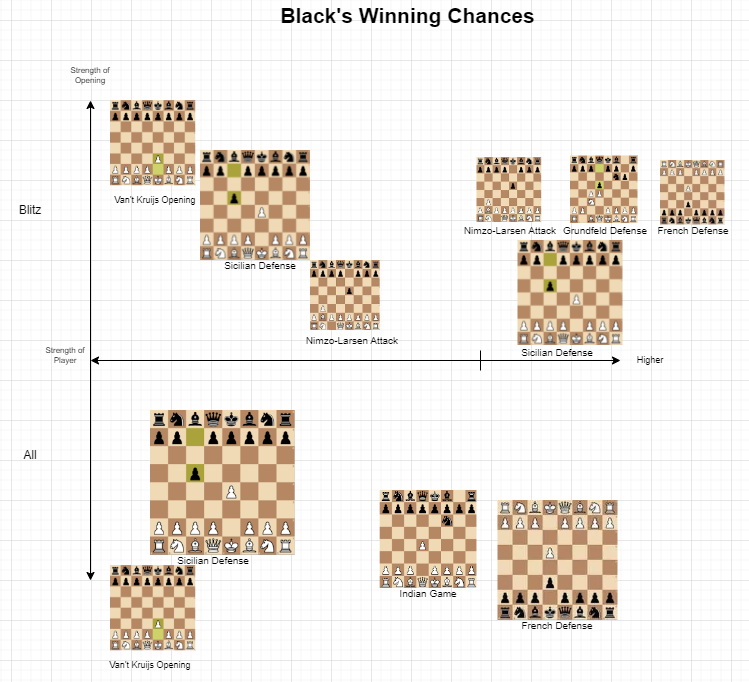 Black's Winning Chances
Strength of
Opening
Van't Kruijs Opening
Blitz
Nimzo-Larsen Attack
Grundfeld Defense
French Defense
Sicilian Defense
Nimzo-Larsen Attack
Sicilian Defense
Strength of
Player
Higher
All
Sicilian Defense
Indian Game
French Defense
Van't Kruijs Opening